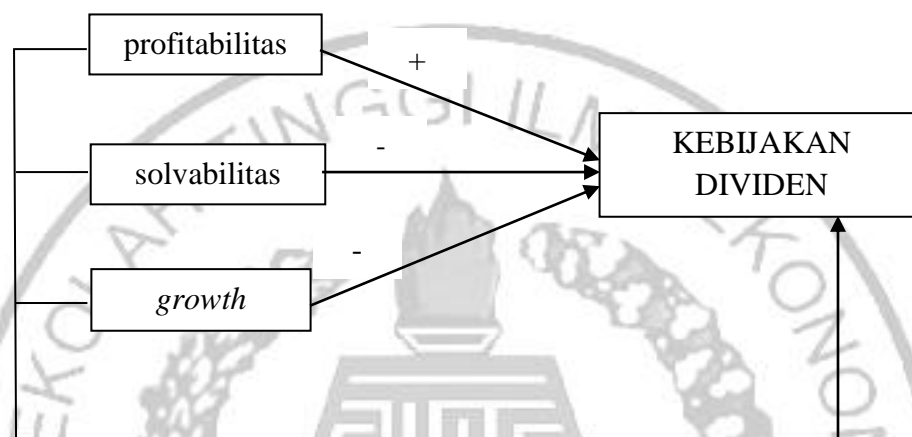 profitabilitas
+
KEBIJAKAN
DIVIDEN
-
solvabilitas
-
growth